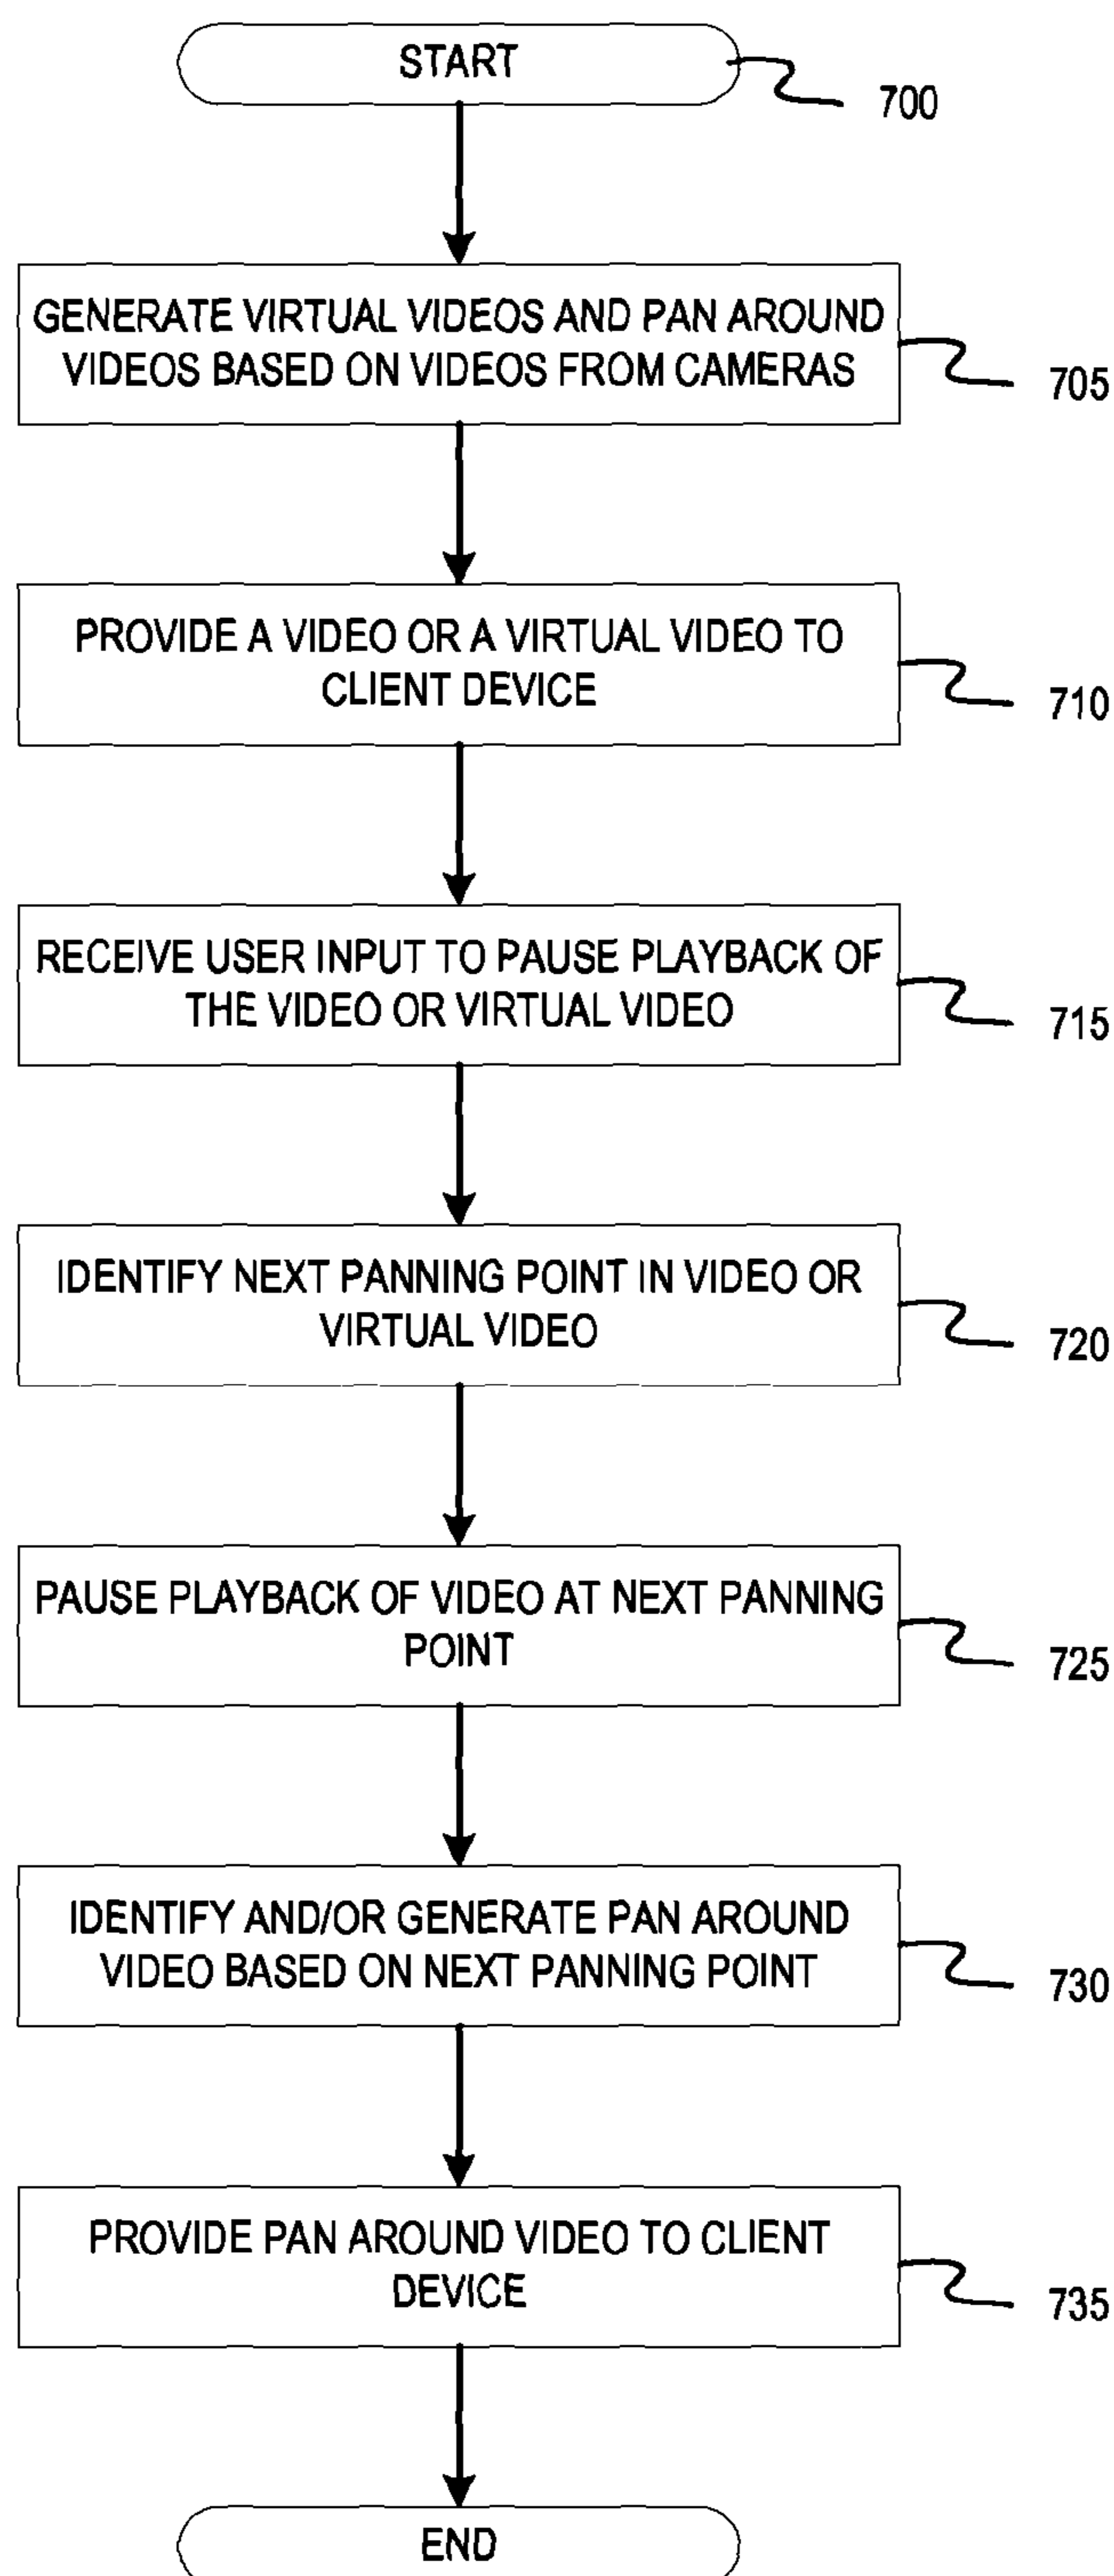 START
700
GENERATE VIRTUAL VIDEOS AND PAN AROUND
VIDEOS BASED ON VIDEOS FROM CAMERAS
705
PROVIDE A VIDEO OR A VIRTUAL VIDEO TO
CLIENT DEVICE
710
RECEIVE USER INPUT TO PAUSE PLAYBACK OF
THE VIDEO OR VIRTUAL VIDEO
715
IDENTIFY NEXT PANNING POINT IN VIDEO OR
VIRTUAL VIDEO
720
PAUSE PLAYBACK OF VIDEO AT NEXT PANNING
POINT
725
IDENTIFY AND/OR GENERATE PAN AROUND
VIDEO BASED ON NEXT PANNING POINT
730
PROVIDE PAN AROUND VIDEO TO CLIENT
DEVICE
735
END